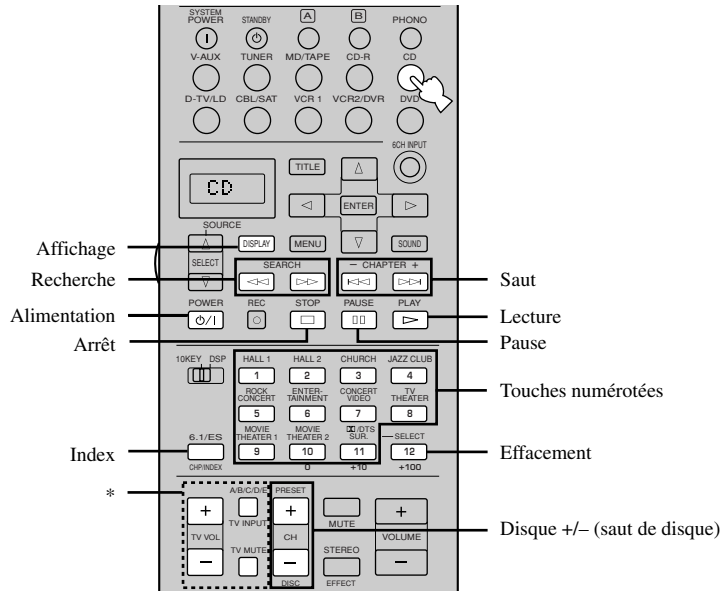 SYSTEM
POWER STANDBY A B PHONO
V-AUX TUNER MD/TAPE CD-R CD
D-TV/LD CBL/SAT VCR 1 VCR2/DVR DVD
6CH INPUT
TITLE
CD
ENTER
SOURCE
Affichage
DISPLAY MENU SOUND
SELECT
SEARCH – CHAPTER +
Recherche
Saut
POWER REC STOP PAUSE PLAY
Alimentation
Lecture
Arrêt
Pause
10KEY DSP HALL 1 HALL 2 CHURCH JAZZ CLUB
1 2 3 4
ROCK CONCERT ENTER-TAINMENT CONCERT VIDEO TV THEATER
Touches numérotées
5 6 7 8
MOVIE THEATER 1 MOVIE THEATER 2 /DTS SUR. SELECT
6.1/ES
9 10 11 12
Index
Effacement
CHP/INDEX 0 +10 +100
*
A/B/C/D/E PRESET
+ + +
TV INPUT MUTE
TV VOL CH VOLUME
Disque +/– (saut de disque)
TV MUTE STEREO
– – –
DISC EFFECT